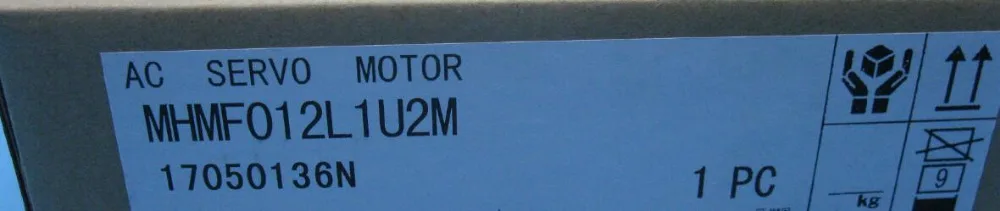 AC SERVO MOTOR
MHMF012L1U2M
17050136N
1 PC
kg
9